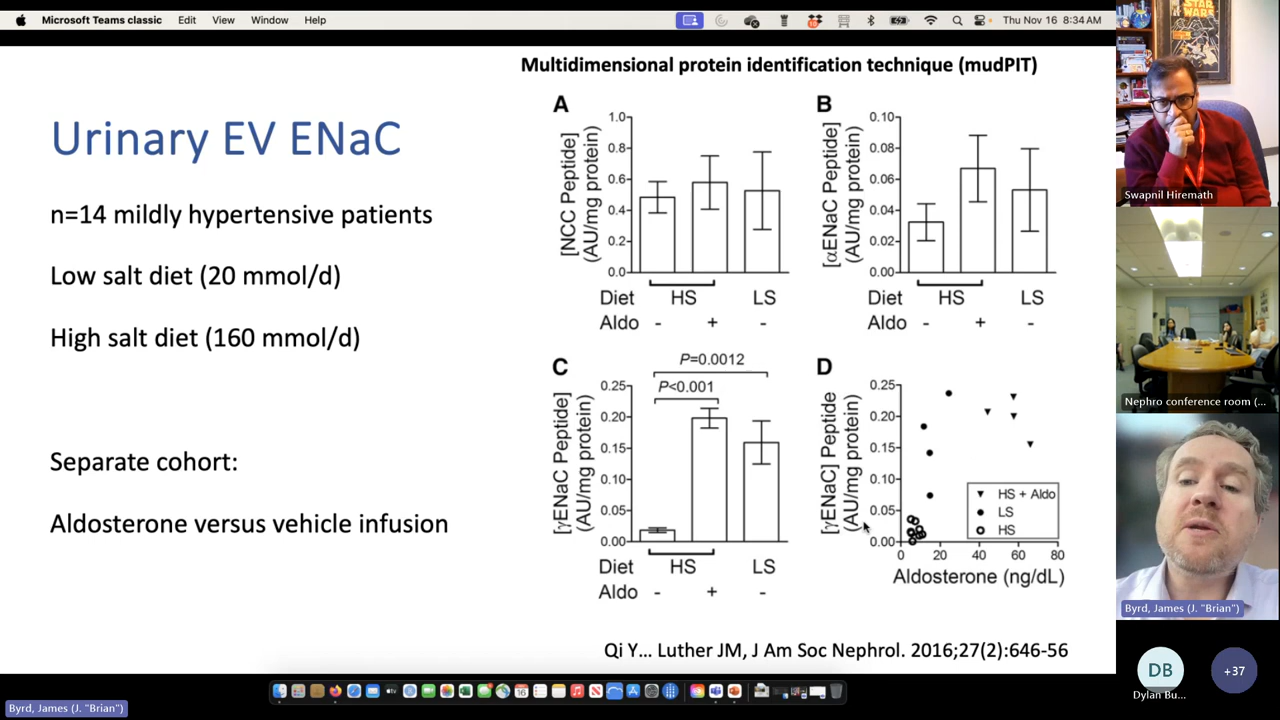 Microsoft Teams classic Edit View Window Help
Thu Nov 16 8:34 AM
STAR WARS
Multidimensional protein identification technique (mudPIT)
Urinary EV ENaC
n=14 mildly hypertensive patients
Low salt diet (20 mmol/d)
High salt diet (160 mmol/d)
Separate cohort:
Aldosterone versus vehicle infusion
A
[NCC Peptide]
(AU/mg protein)
1.0
0.8
0.6
0.4
0.2
0.0
Diet HS LS
Aldo - + -
B
[αENaC Peptide]
(AU/mg protein)
0.10
0.08
0.06
0.04
0.02
0.00
Diet HS LS
Aldo - + -
C
P=0.0012
P<0.001
[γENaC Peptide]
(AU/mg protein)
0.25
0.20
0.15
0.10
0.05
0.00
Diet HS LS
Aldo - + -
D
[γENaC] Peptide
(AU/mg protein)
0.25
0.20
0.15
0.10
0.05
0.00
HS + Aldo
LS
HS
0 20 40 60 80
Aldosterone (ng/dL)
Qi Y... Luther JM, J Am Soc Nephrol. 2016;27(2):646-56
Swapnil Hiremath
Nephro conference room (...
Byrd, James (J. "Brian")
DB
Dylan Bu...
+37
Byrd, James (J. "Brian")